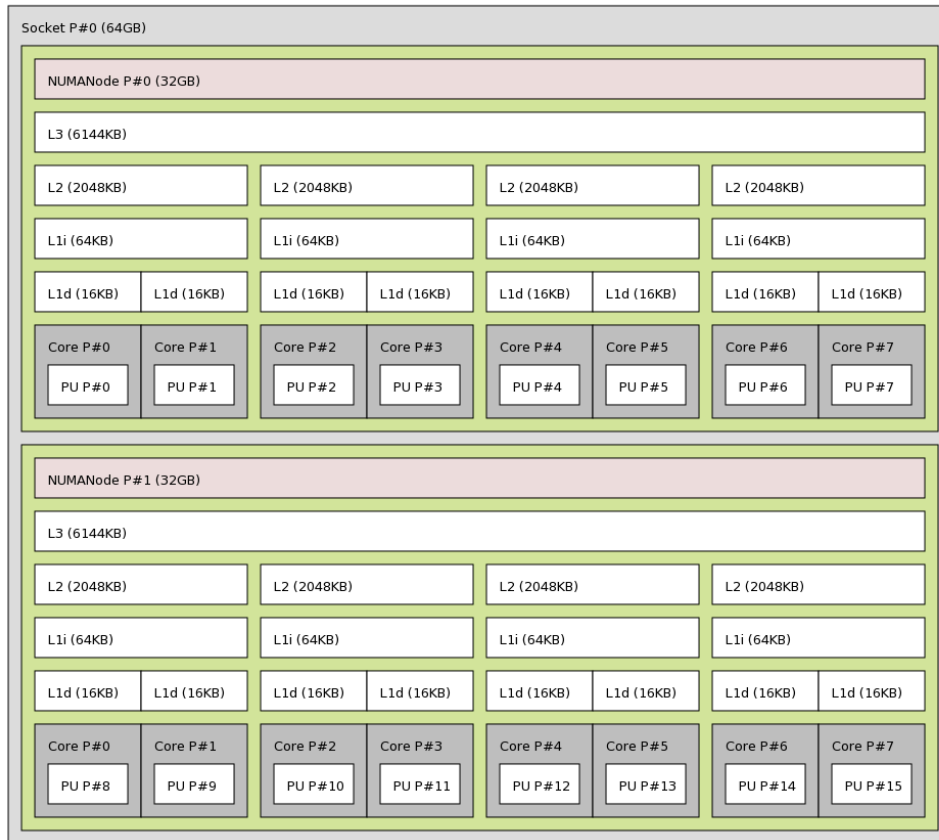 Socket P#0 (64GB)
NUMANode P#0 (32GB)
L3 (6144KB)
L2 (2048KB) L2 (2048KB) L2 (2048KB) L2 (2048KB)
L1i (64KB) L1i (64KB) L1i (64KB) L1i (64KB)
L1d (16KB) L1d (16KB) L1d (16KB) L1d (16KB) L1d (16KB) L1d (16KB) L1d (16KB) L1d (16KB)
Core P#0 Core P#1 Core P#2 Core P#3 Core P#4 Core P#5 Core P#6 Core P#7
PU P#0 PU P#1 PU P#2 PU P#3 PU P#4 PU P#5 PU P#6 PU P#7
NUMANode P#1 (32GB)
L3 (6144KB)
L2 (2048KB) L2 (2048KB) L2 (2048KB) L2 (2048KB)
L1i (64KB) L1i (64KB) L1i (64KB) L1i (64KB)
L1d (16KB) L1d (16KB) L1d (16KB) L1d (16KB) L1d (16KB) L1d (16KB) L1d (16KB) L1d (16KB)
Core P#0 Core P#1 Core P#2 Core P#3 Core P#4 Core P#5 Core P#6 Core P#7
PU P#8 PU P#9 PU P#10 PU P#11 PU P#12 PU P#13 PU P#14 PU P#15